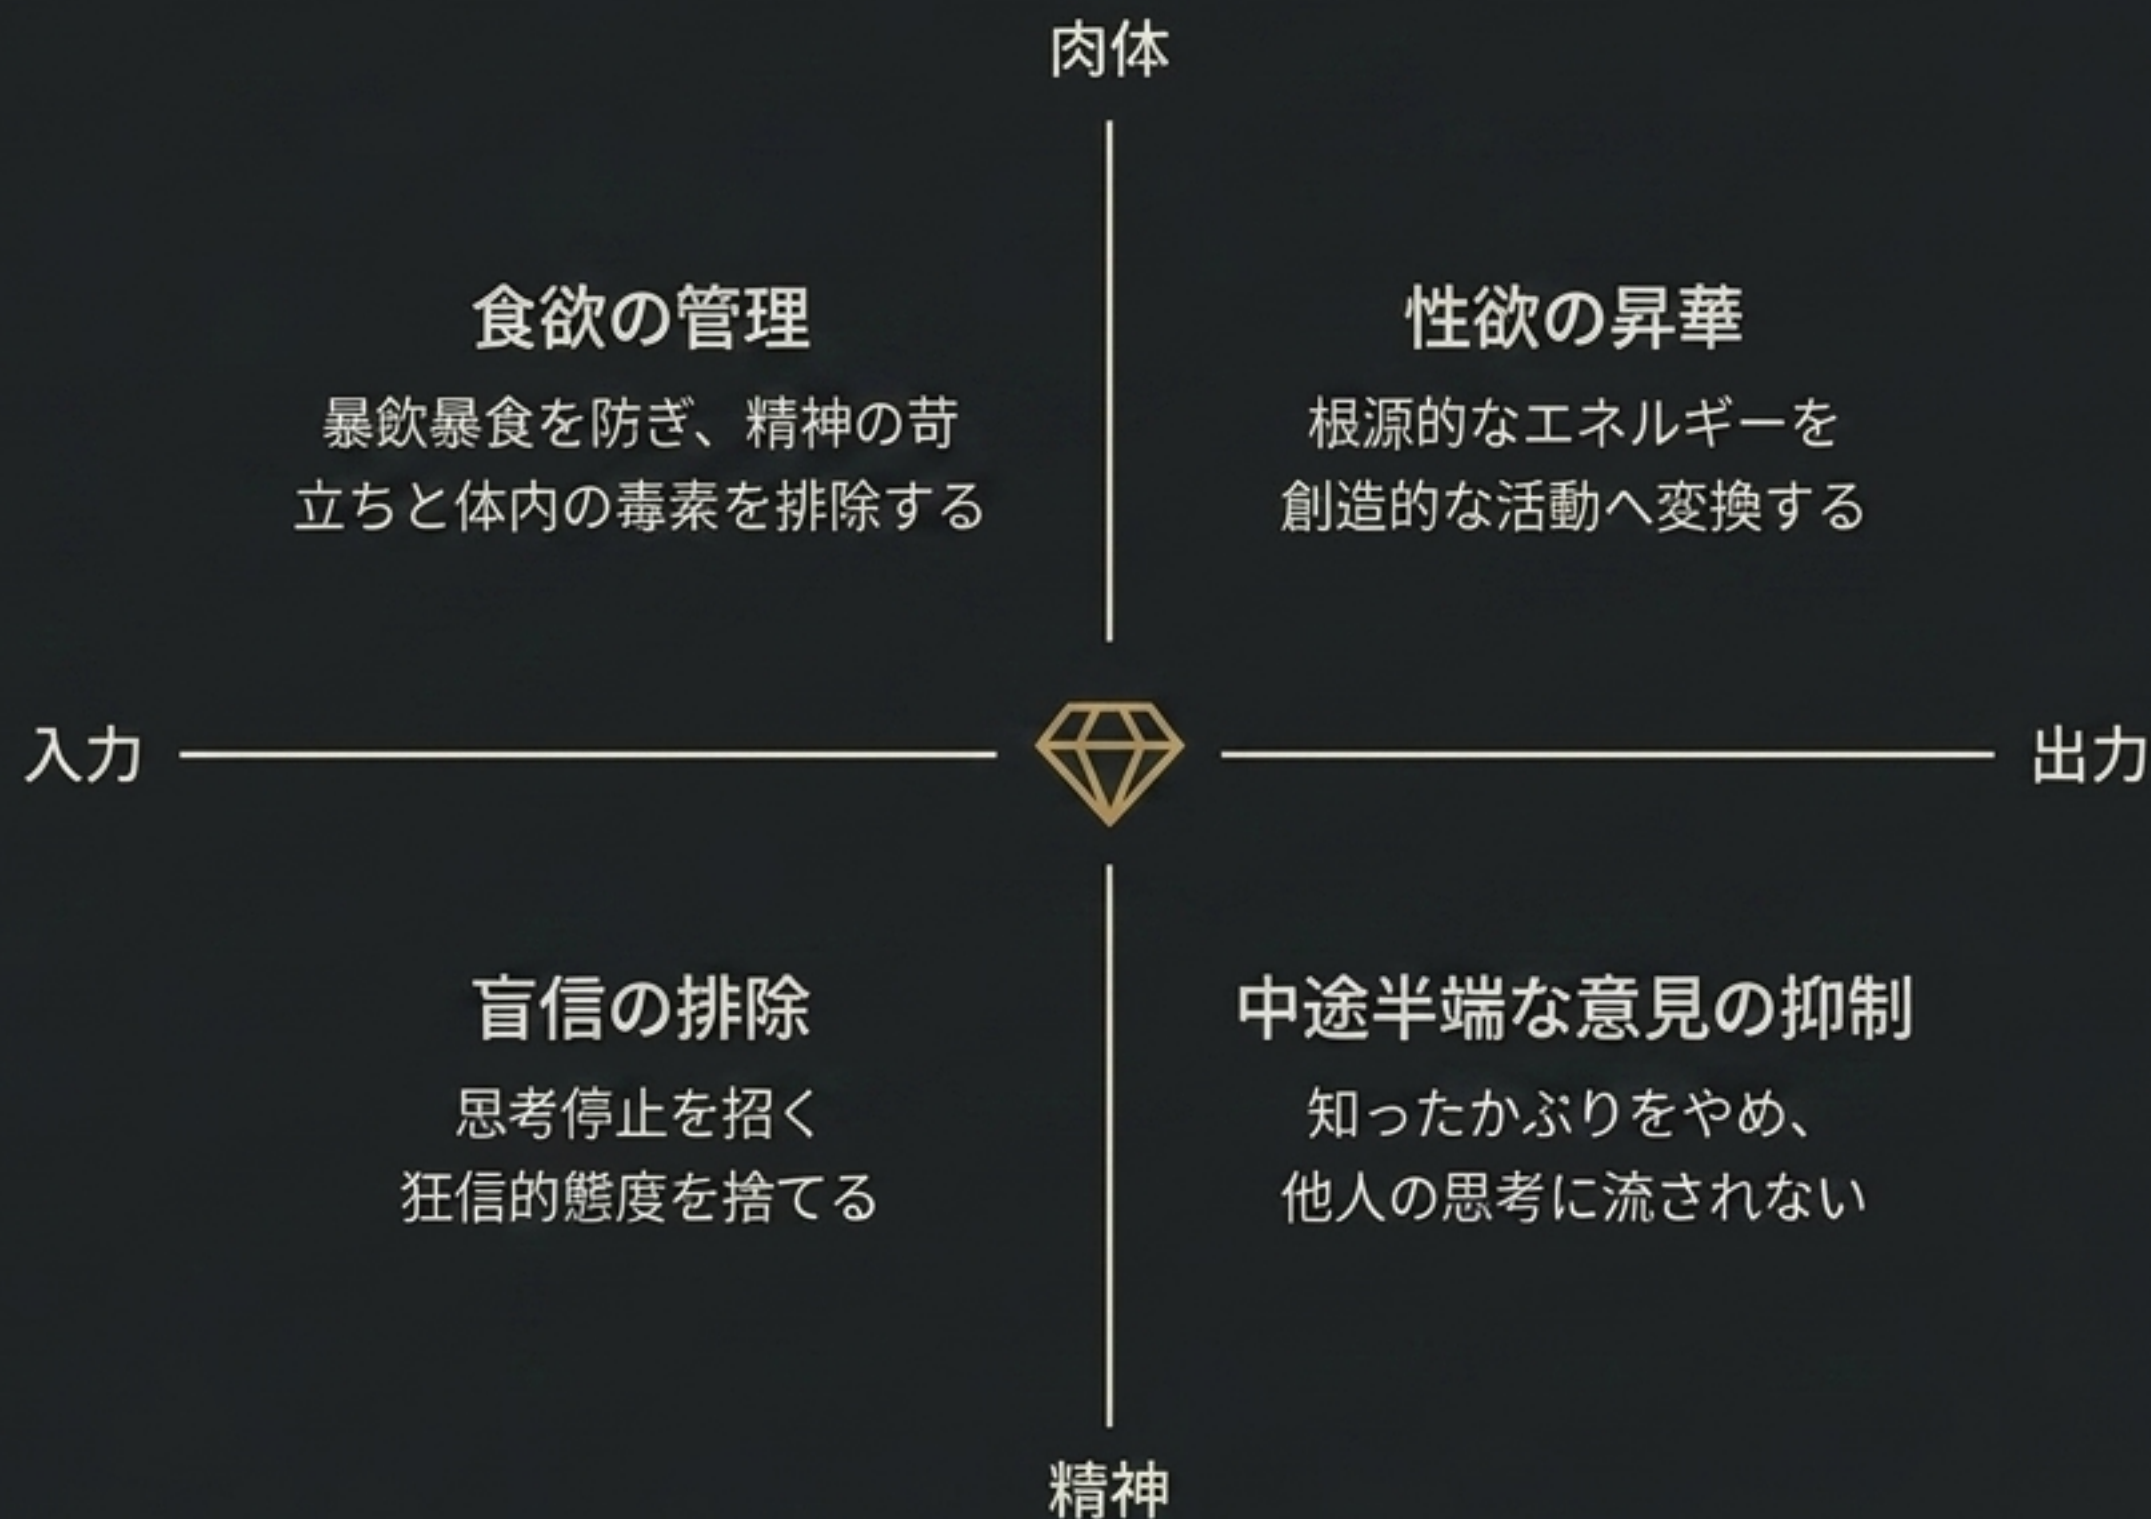 肉体
食欲の管理
暴飲暴食を防ぎ、精神の苛
立ちと体内の毒素を排除する
性欲の昇華
根源的なエネルギーを
創造的な活動へ変換する
入力
出力
盲信の排除
思考停止を招く
狂信的態度を捨てる
中途半端な意見の抑制
知ったかぶりをやめ、
他人の思考に流されない
精神